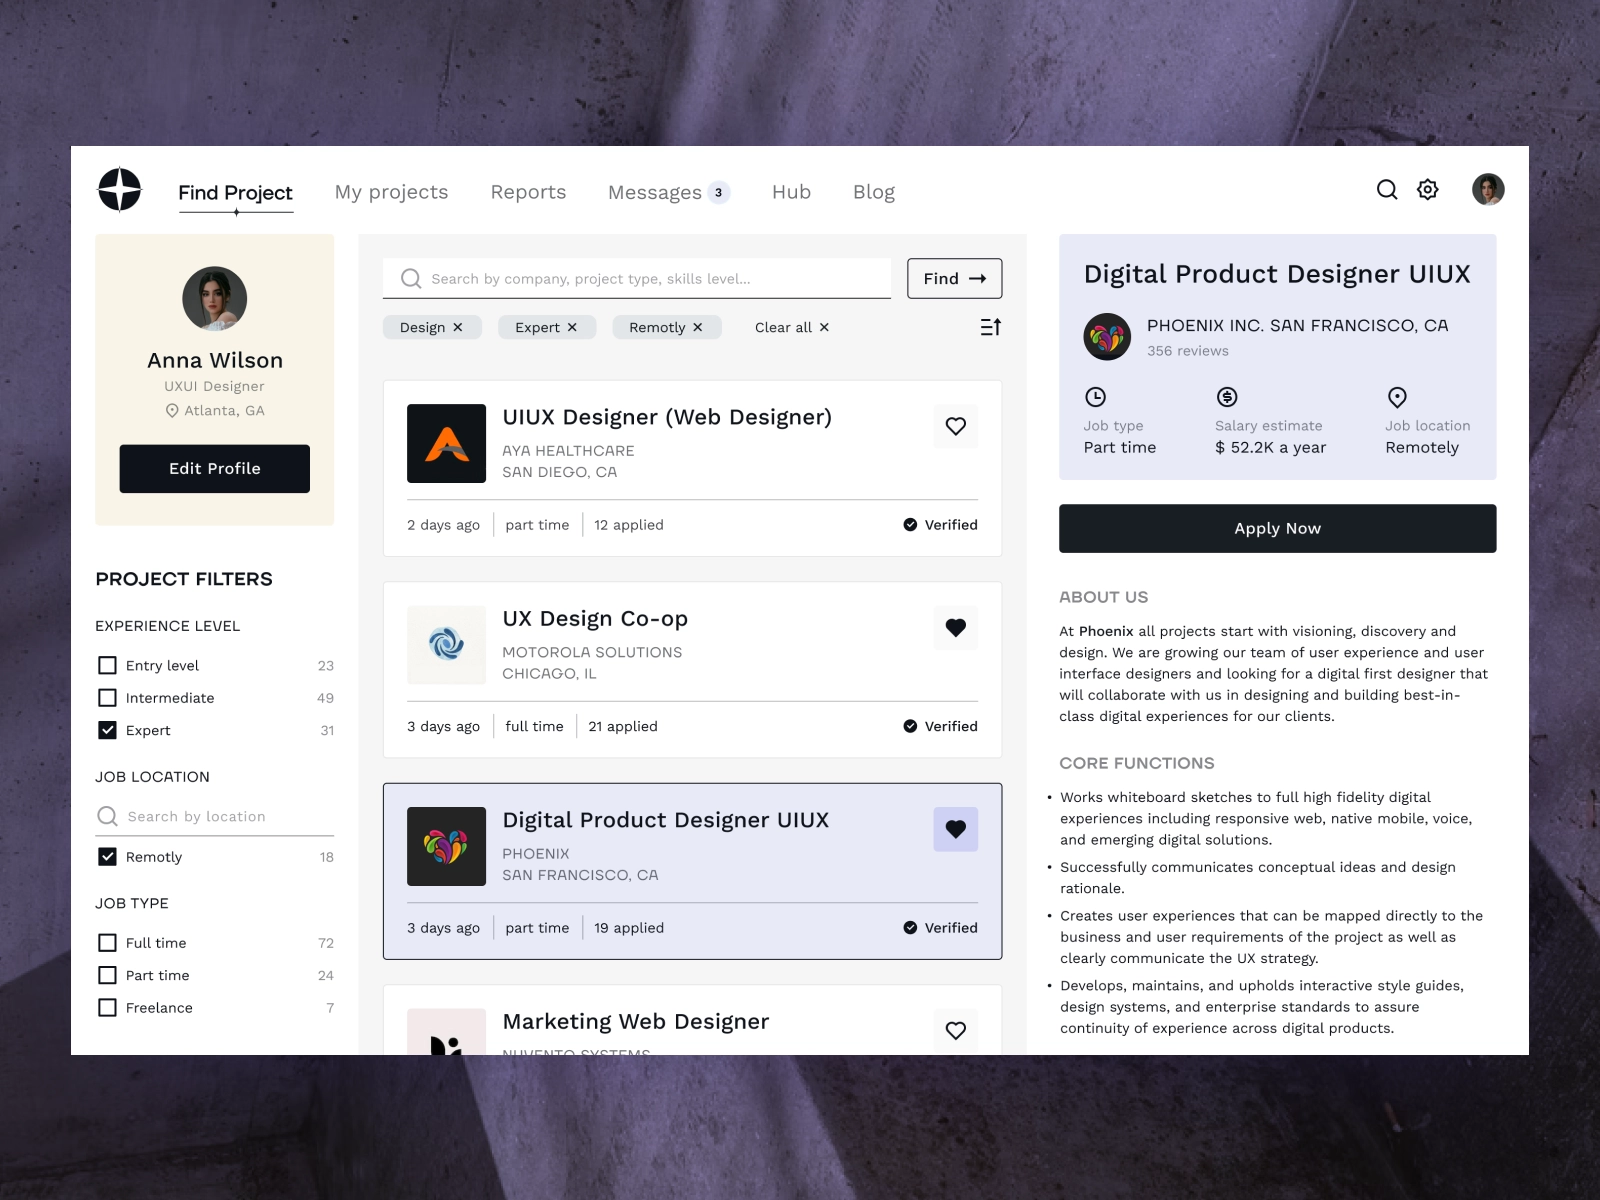 Find Project
My projects
Reports
Messages 3
Hub
Blog
Anna Wilson
UXUI Designer
Atlanta, GA
Edit Profile
PROJECT FILTERS
EXPERIENCE LEVEL
Entry level 23
Intermediate 49
Expert 31
JOB LOCATION
Search by location
Remotly 18
JOB TYPE
Full time 72
Part time 24
Freelance 7
Search by company, project type, skills level...
Find
Design
Expert
Remotly
Clear all
UIUX Designer (Web Designer)
AYA HEALTHCARE
SAN DIEGO, CA
2 days ago
part time
12 applied
Verified
UX Design Co-op
MOTOROLA SOLUTIONS
CHICAGO, IL
3 days ago
full time
21 applied
Verified
Digital Product Designer UIUX
PHOENIX
SAN FRANCISCO, CA
3 days ago
part time
19 applied
Verified
Marketing Web Designer
NUVENTO SYSTEMS
Digital Product Designer UIUX
PHOENIX INC. SAN FRANCISCO, CA
356 reviews
Job type
Part time
Salary estimate
$ 52.2K a year
Job location
Remotely
Apply Now
ABOUT US
At Phoenix all projects start with visioning, discovery and
design. We are growing our team of user experience and user
interface designers and looking for a digital first designer that
will collaborate with us in designing and building best-in-
class digital experiences for our clients.
CORE FUNCTIONS
• Works whiteboard sketches to full high fidelity digital
experiences including responsive web, native mobile, voice,
and emerging digital solutions.
• Successfully communicates conceptual ideas and design
rationale.
• Creates user experiences that can be mapped directly to the
business and user requirements of the project as well as
clearly communicate the UX strategy.
• Develops, maintains, and upholds interactive style guides,
design systems, and enterprise standards to assure
continuity of experience across digital products.